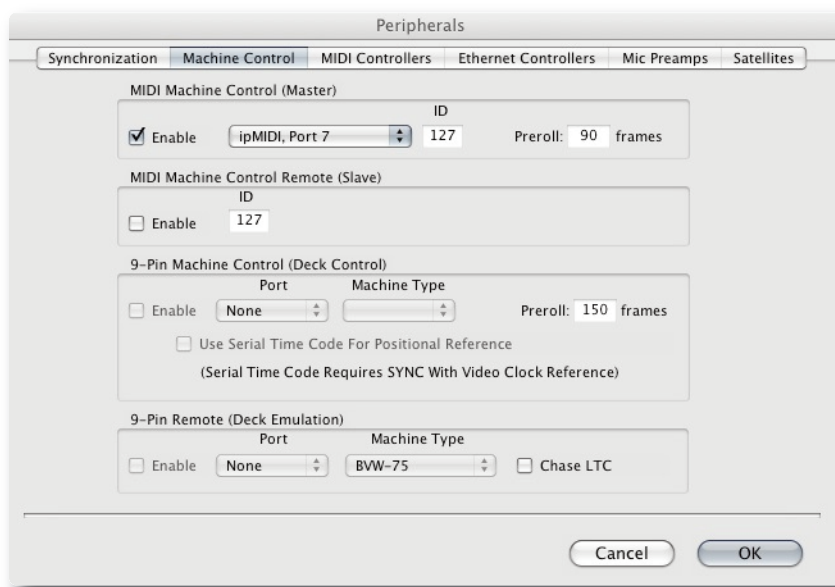 Peripherals
Synchronization Machine Control MIDI Controllers Ethernet Controllers Mic Preamps Satellites
MIDI Machine Control (Master)
ID
Enable ipMIDI, Port 7 127 Preroll: 90 frames
MIDI Machine Control Remote (Slave)
ID
Enable 127
9-Pin Machine Control (Deck Control)
Port Machine Type
Enable None Preroll: 150 frames
Use Serial Time Code For Positional Reference
(Serial Time Code Requires SYNC With Video Clock Reference)
9-Pin Remote (Deck Emulation)
Port Machine Type
Enable None BVW-75 Chase LTC
Cancel OK